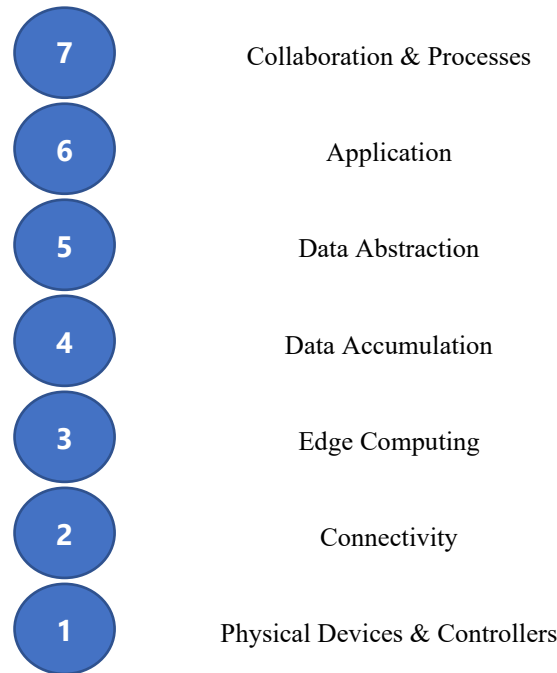 7 Collaboration & Processes
6 Application
5 Data Abstraction
4 Data Accumulation
3 Edge Computing
2 Connectivity
1 Physical Devices & Controllers